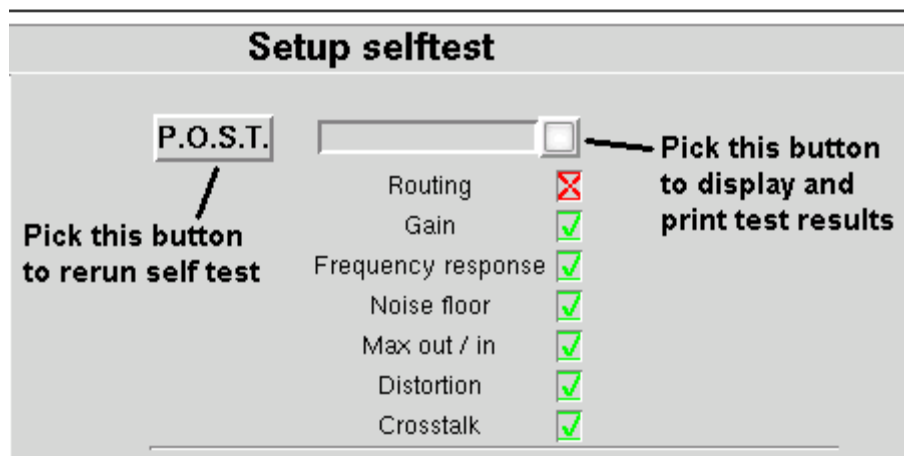 Setup selftest
P.O.S.T.
Pick this button
to display and
print test results
Routing
Gain
Pick this button
to rerun self test
Frequency response
Noise floor
Max out / in
Distortion
Crosstalk